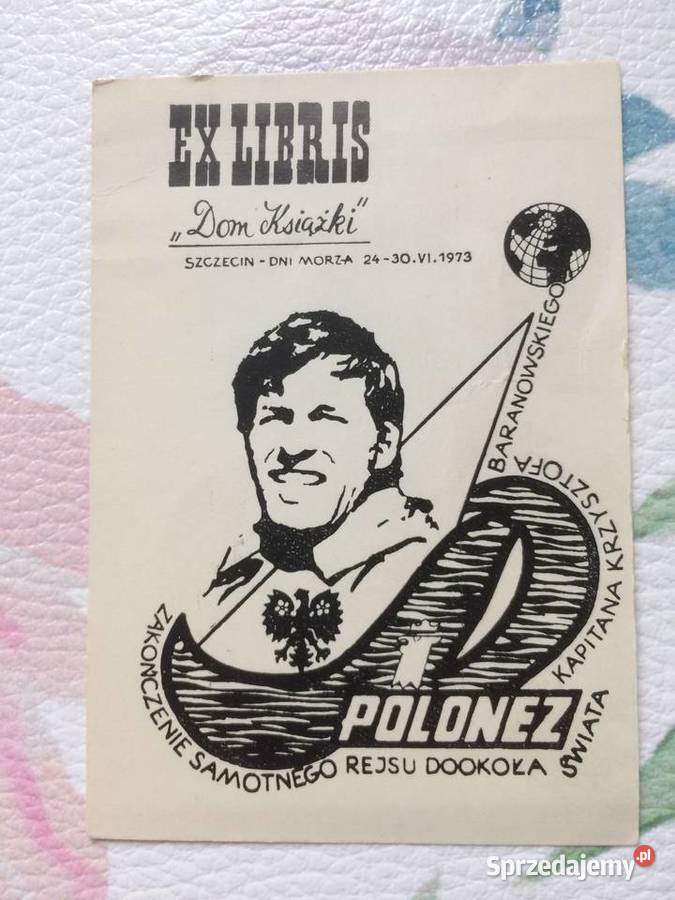 EX LIBRIS
„Dom Książki"
SZCZECIN - DNI MORZA 24-30.VI.1973
POLONEZ
ZAKOŃCZENIE SAMOTNEGO REJSU DOOKOŁA ŚWIATA KAPITANA KRZYSZTOFA BARANOWSKIEGO
Sprzedajemy.pl